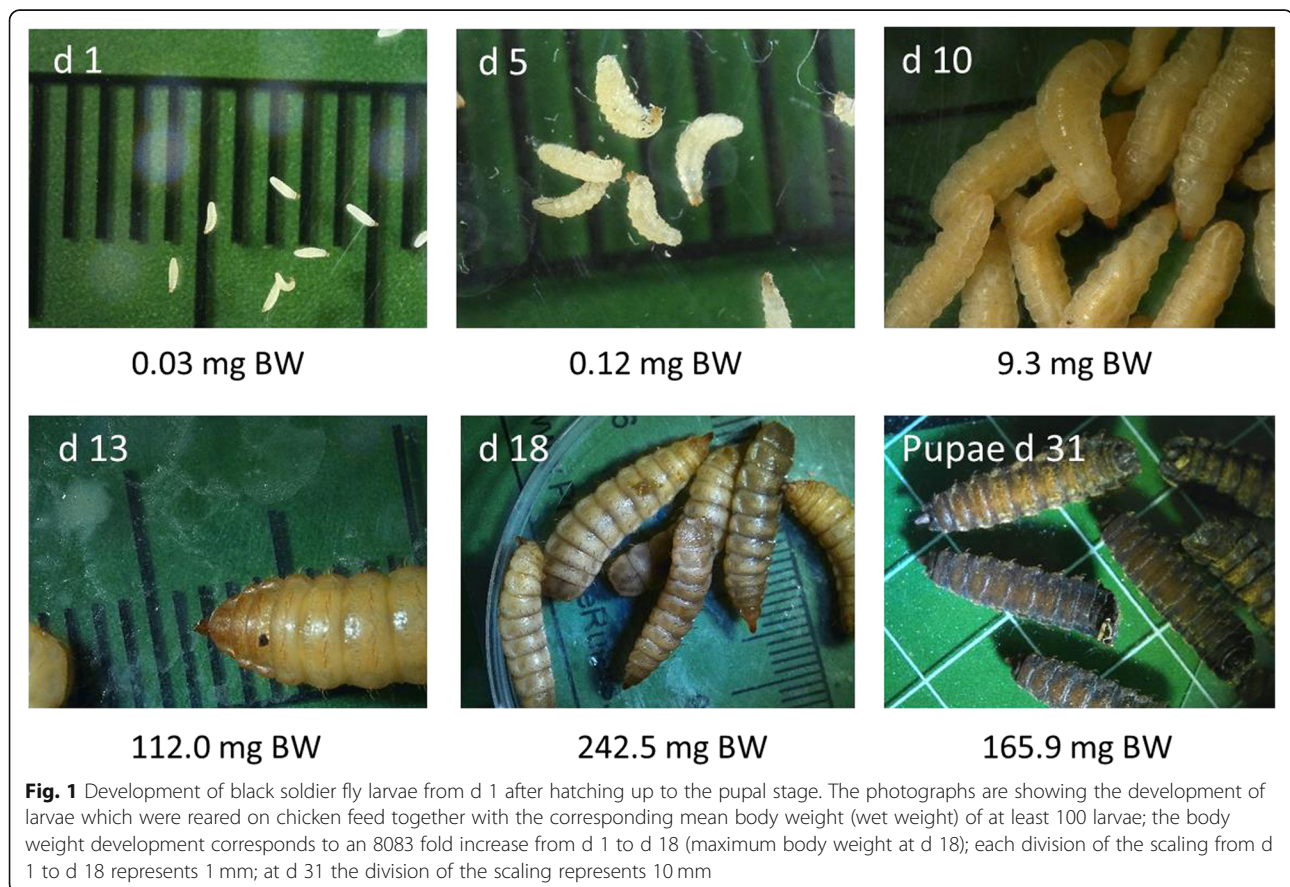 d 1
d 5
d 10
0.03 mg BW
0.12 mg BW
9.3 mg BW
d 13
d 18
Pupae d 31
112.0 mg BW
242.5 mg BW
165.9 mg BW
Fig. 1 Development of black soldier fly larvae from d 1 after hatching up to the pupal stage. The photographs are showing the development of
larvae which were reared on chicken feed together with the corresponding mean body weight (wet weight) of at least 100 larvae; the body
weight development corresponds to an 8083 fold increase from d 1 to d 18 (maximum body weight at d 18); each division of the scaling from d
1 to d 18 represents 1 mm; at d 31 the division of the scaling represents 10 mm